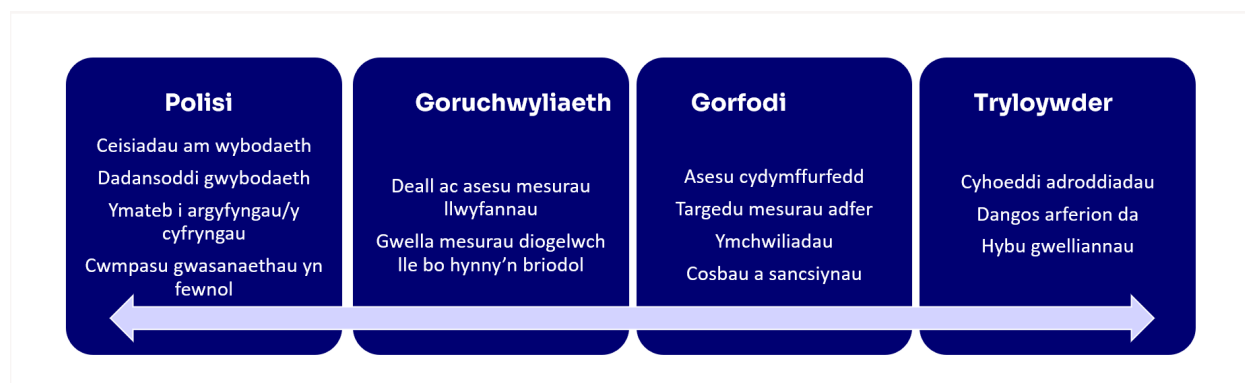 Polisi
Ceisiadau am wybodaeth
Dadansoddi gwybodaeth
Ymateb i argyfyngau/y
cyfryngau
Cwmpasu gwasanaethau yn
fewnol
Goruchwyliaeth
Deall ac asesu mesurau
llwyfannau
Gwella mesurau diogelwch
lle bo hynny’n briodol
Gorfodi
Asesu cydymffurfedd
Targedu mesurau adfer
Ymchwiliadau
Cosbau a sancsiynau
Tryloywder
Cyhoeddi adroddiadau
Dangos arferion da
Hybu gwelliannau